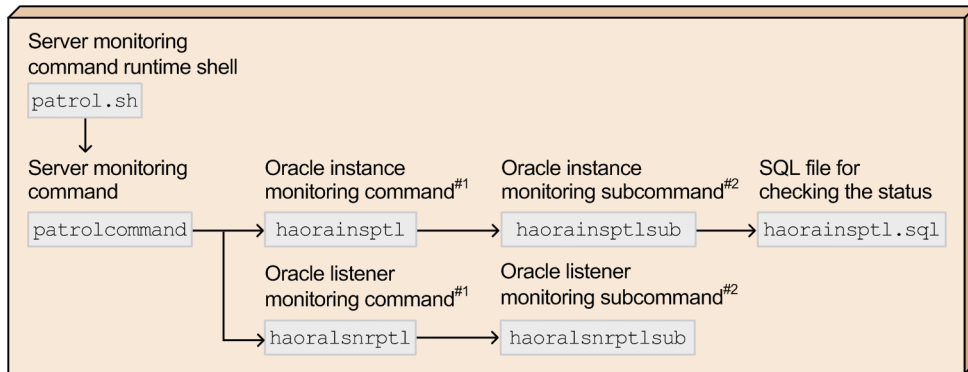 Server monitoring
command runtime shell
patrol.sh
Server monitoring
command
patrolcommand
Oracle instance
monitoring command#1
haorainsptl
Oracle instance
monitoring subcommand#2
haorainsptlsub
SQL file for
checking the status
haorainsptl.sql
Oracle listener
monitoring command#1
haoralsnrptl
Oracle listener
monitoring subcommand#2
haoralsnrptlsub